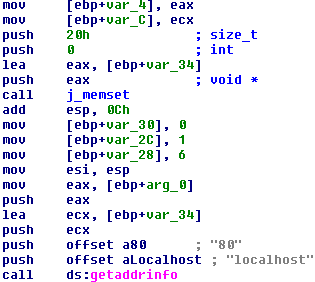 mov [ebp+var_4], eax
mov [ebp+var_C], ecx
push 20h ; size_t
push 0 ; int
lea eax, [ebp+var_34]
push eax ; void *
call j_memset
add esp, 0Ch
mov [ebp+var_30], 0
mov [ebp+var_2C], 1
mov [ebp+var_28], 6
mov esi, esp
mov eax, [ebp+arg_0]
push eax
lea ecx, [ebp+var_34]
push ecx
push offset a80 ; "80"
push offset aLocalhost ; "localhost"
call ds:getaddrinfo